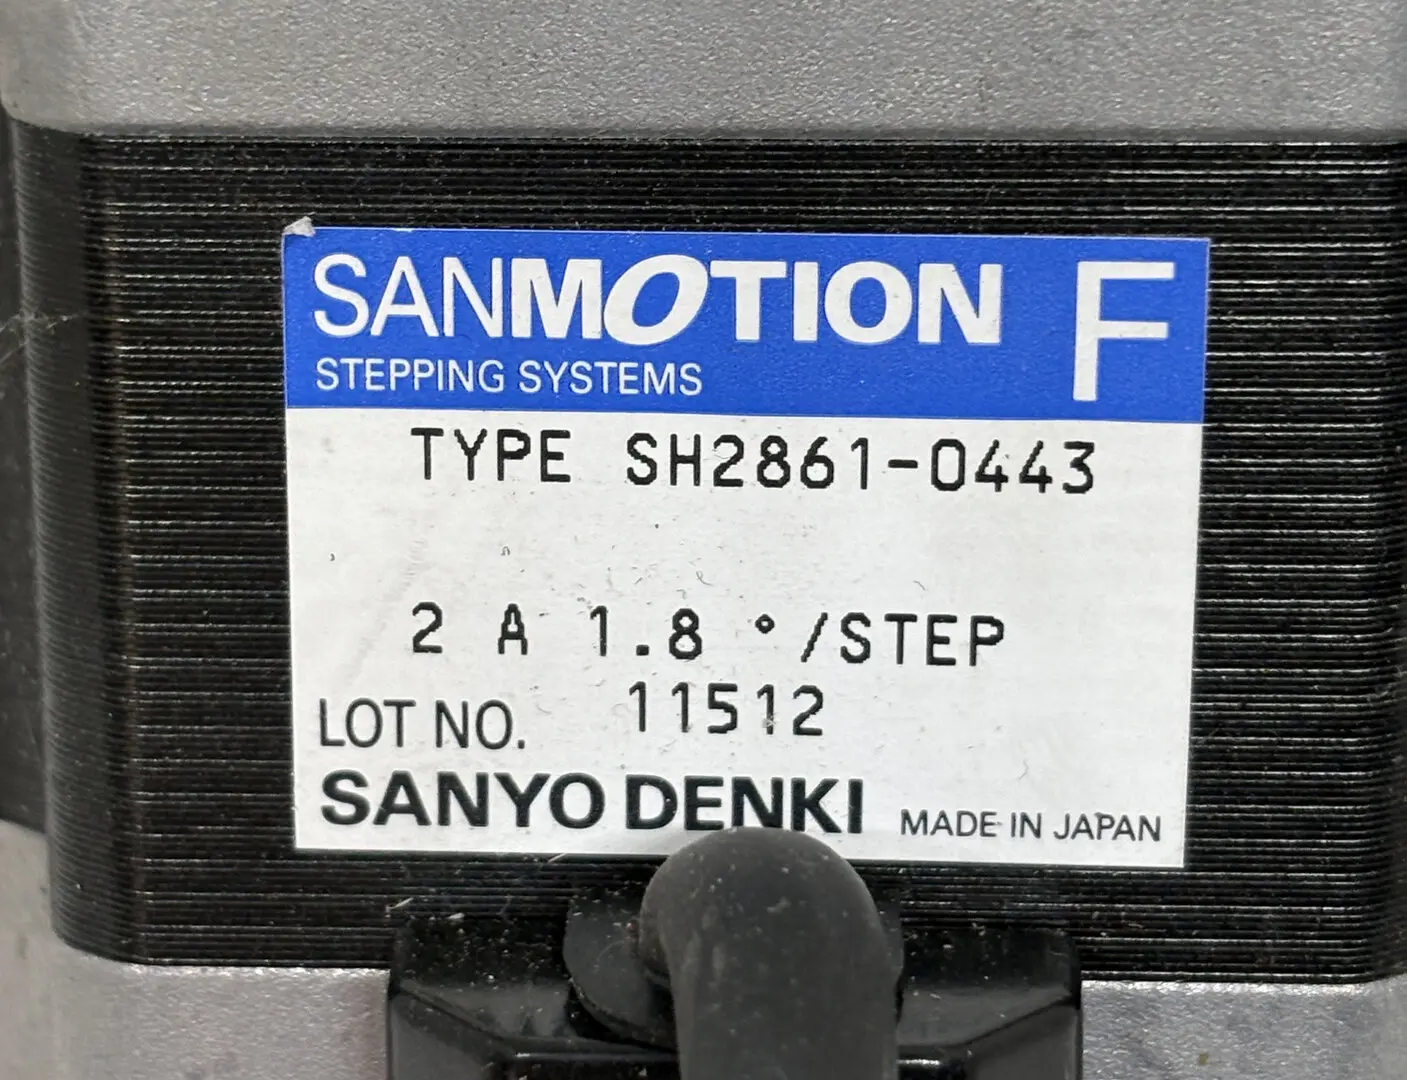 SANMOTION F
STEPPING SYSTEMS
TYPE SH2861-0443
2 A 1.8 °/STEP
LOT NO. 11512
SANYO DENKI MADE IN JAPAN